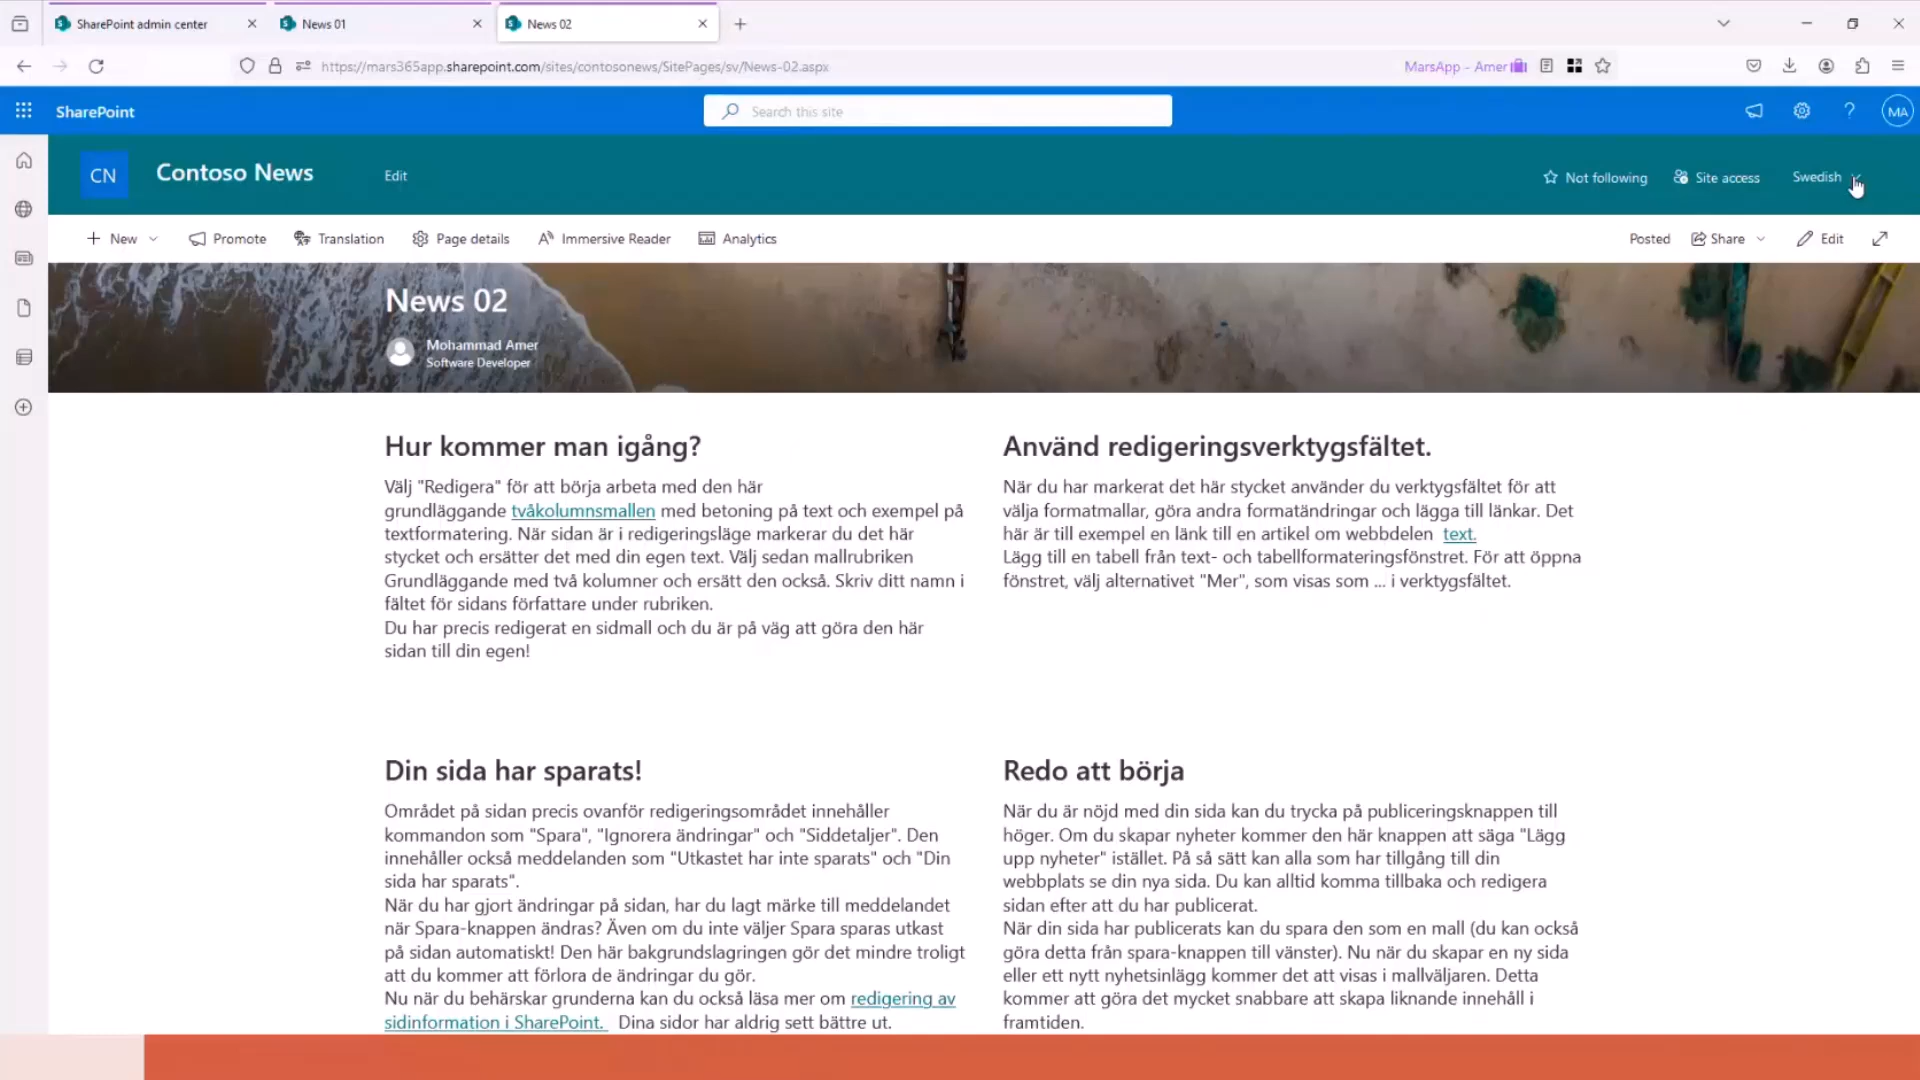 SharePoint admin center
News 01
News 02
https://mars365app.sharepoint.com/sites/contosonews/SitePages/sv/News-02.aspx
MarsApp - Amer
SharePoint
Search this site
MA
CN
Contoso News
Edit
Not following
Site access
Swedish
New
Promote
Translation
Page details
Immersive Reader
Analytics
Posted
Share
Edit
News 02
Mohammad Amer
Software Developer
Hur kommer man igång?
Välj "Redigera" för att börja arbeta med den här
grundläggande tvåkolumnsmallen med betoning på text och exempel på
textformatering. När sidan är i redigeringsläge markerar du det här
stycket och ersätter det med din egen text. Välj sedan mallrubriken
Grundläggande med två kolumner och ersätt den också. Skriv ditt namn i
fältet för sidans författare under rubriken.
Du har precis redigerat en sidmall och du är på väg att göra den här
sidan till din egen!
Använd redigeringsverktygsfältet.
När du har markerat det här stycket använder du verktygsfältet för att
välja formatmallar, göra andra formatändringar och lägga till länkar. Det
här är till exempel en länk till en artikel om webbdelen text.
Lägg till en tabell från text- och tabellformateringsfönstret. För att öppna
fönstret, välj alternativet "Mer", som visas som ... i verktygsfältet.
Din sida har sparats!
Området på sidan precis ovanför redigeringsområdet innehåller
kommandon som "Spara", "Ignorera ändringar" och "Siddetaljer". Den
innehåller också meddelanden som "Utkastet har inte sparats" och "Din
sida har sparats".
När du har gjort ändringar på sidan, har du lagt märke till meddelandet
när Spara-knappen ändras? Även om du inte väljer Spara sparas utkast
på sidan automatiskt! Den här bakgrundslagringen gör det mindre troligt
att du kommer att förlora de ändringar du gör.
Nu när du behärskar grunderna kan du också läsa mer om redigering av
sidinformation i SharePoint. Dina sidor har aldrig sett bättre ut.
Redo att börja
När du är nöjd med din sida kan du trycka på publiceringsknappen till
höger. Om du skapar nyheter kommer den här knappen att säga "Lägg
upp nyheter" istället. På så sätt kan alla som har tillgång till din
webbplats se din nya sida. Du kan alltid komma tillbaka och redigera
sidan efter att du har publicerat.
När din sida har publicerats kan du spara den som en mall (du kan också
göra detta från spara-knappen till vänster). Nu när du skapar en ny sida
eller ett nytt nyhetsinlägg kommer det att visas i mallväljaren. Detta
kommer att göra det mycket snabbare att skapa liknande innehåll i
framtiden.